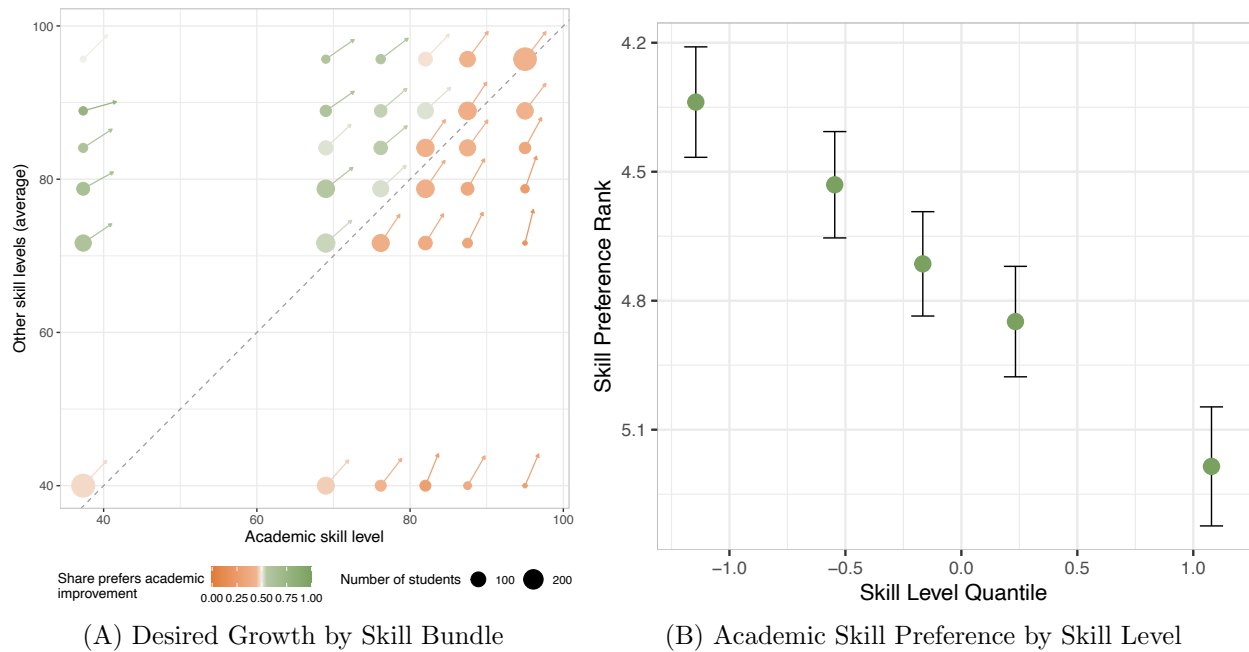 100
80
60
40
Other skill levels (average)
40
60
80
100
Academic skill level
Share prefers academic
improvement
0.00 0.25 0.50 0.75 1.00
Number of students
100
200
(A) Desired Growth by Skill Bundle
4.2
4.5
4.8
5.1
Skill Preference Rank
−1.0
−0.5
0.0
0.5
1.0
Skill Level Quantile
(B) Academic Skill Preference by Skill Level